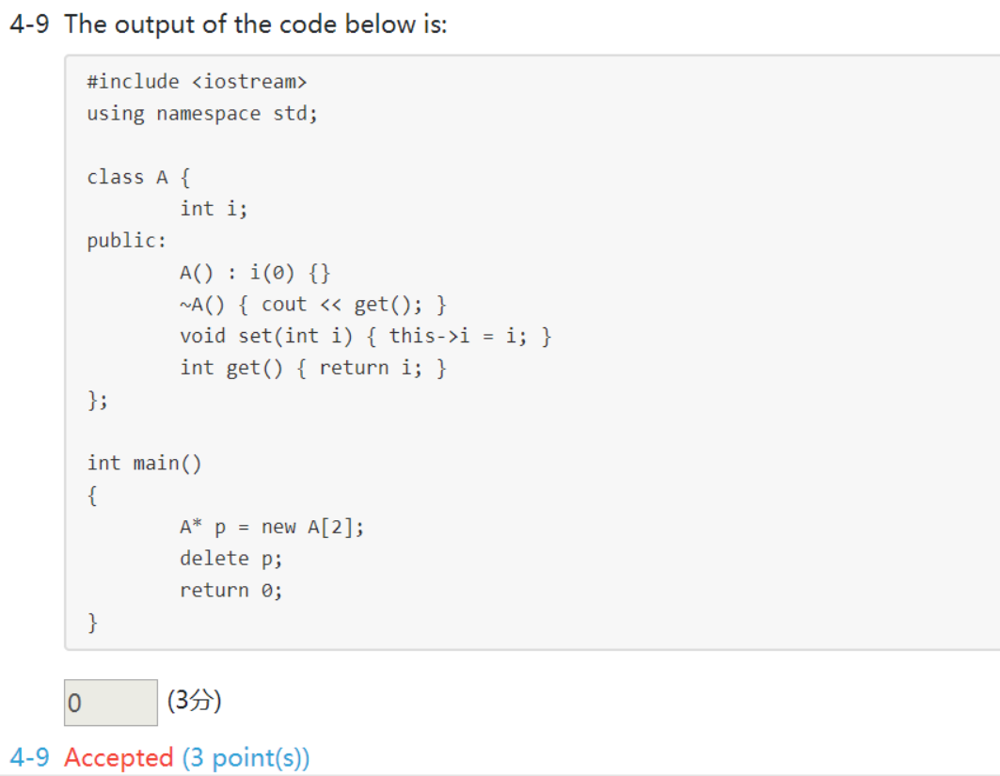 4-9 The output of the code below is:
#include <iostream>
using namespace std;
class A {
int i;
public:
A() : i(0) {}
~A() { cout << get(); }
void set(int i) { this->i = i; }
int get() { return i; }
};
int main()
{
A* p = new A[2];
delete p;
return 0;
}
0 (3分)
4-9 Accepted (3 point(s))